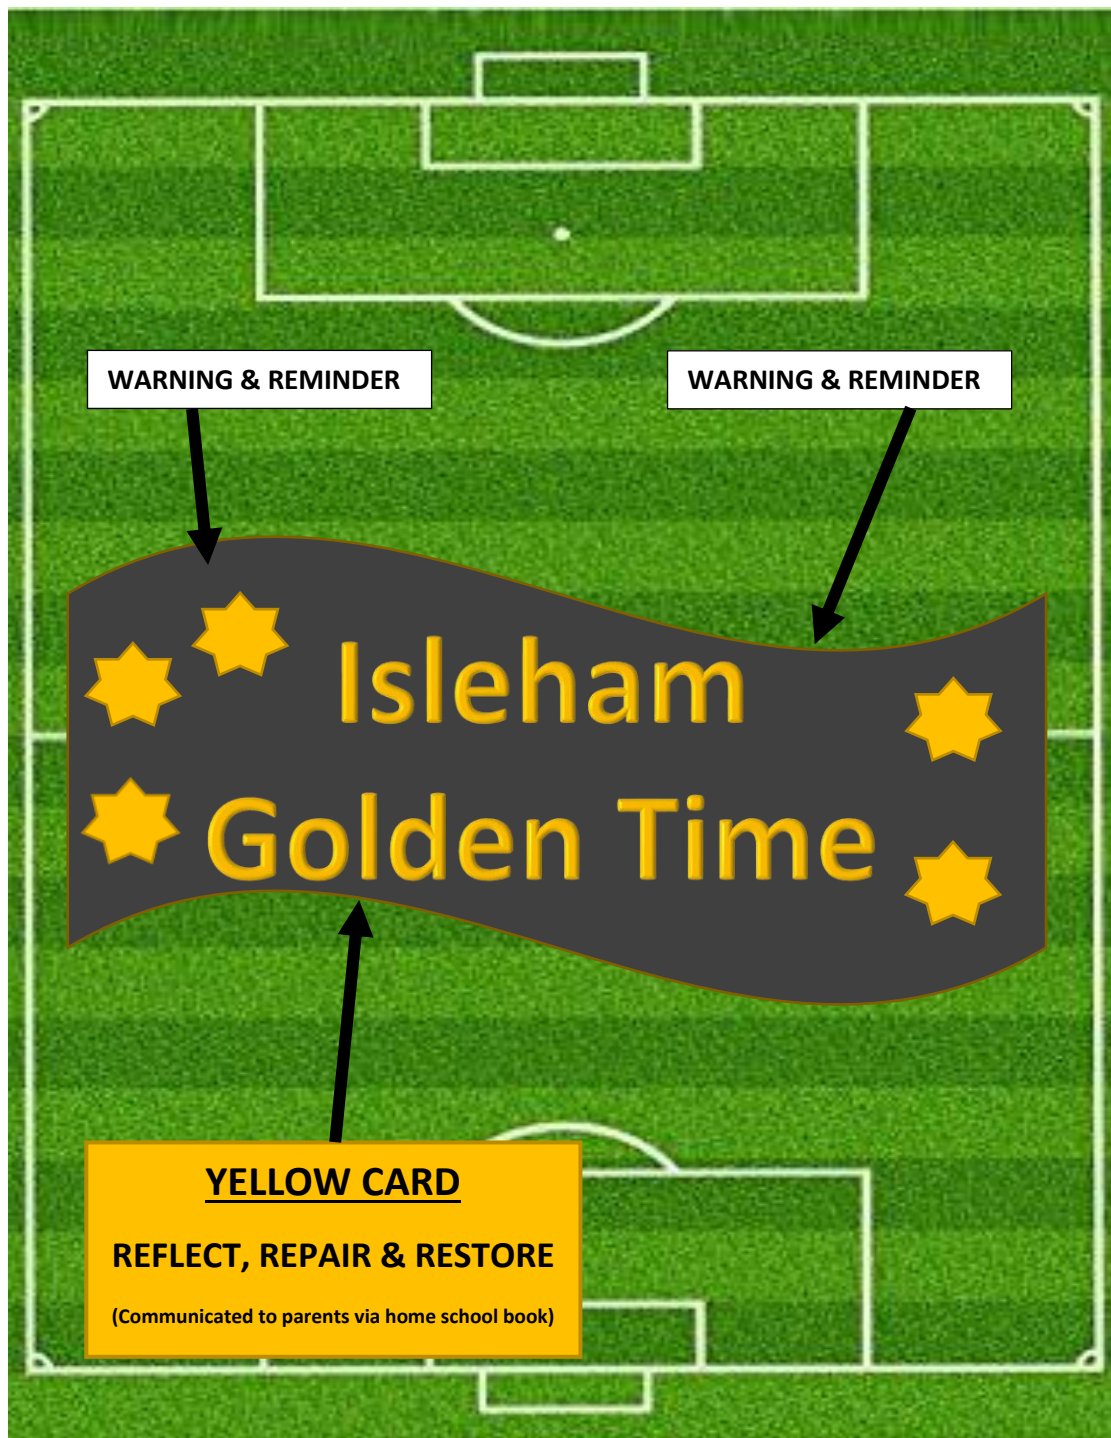 WARNING & REMINDER
WARNING & REMINDER
Isleham
Golden Time
YELLOW CARD
REFLECT, REPAIR & RESTORE
(Communicated to parents via home school book)